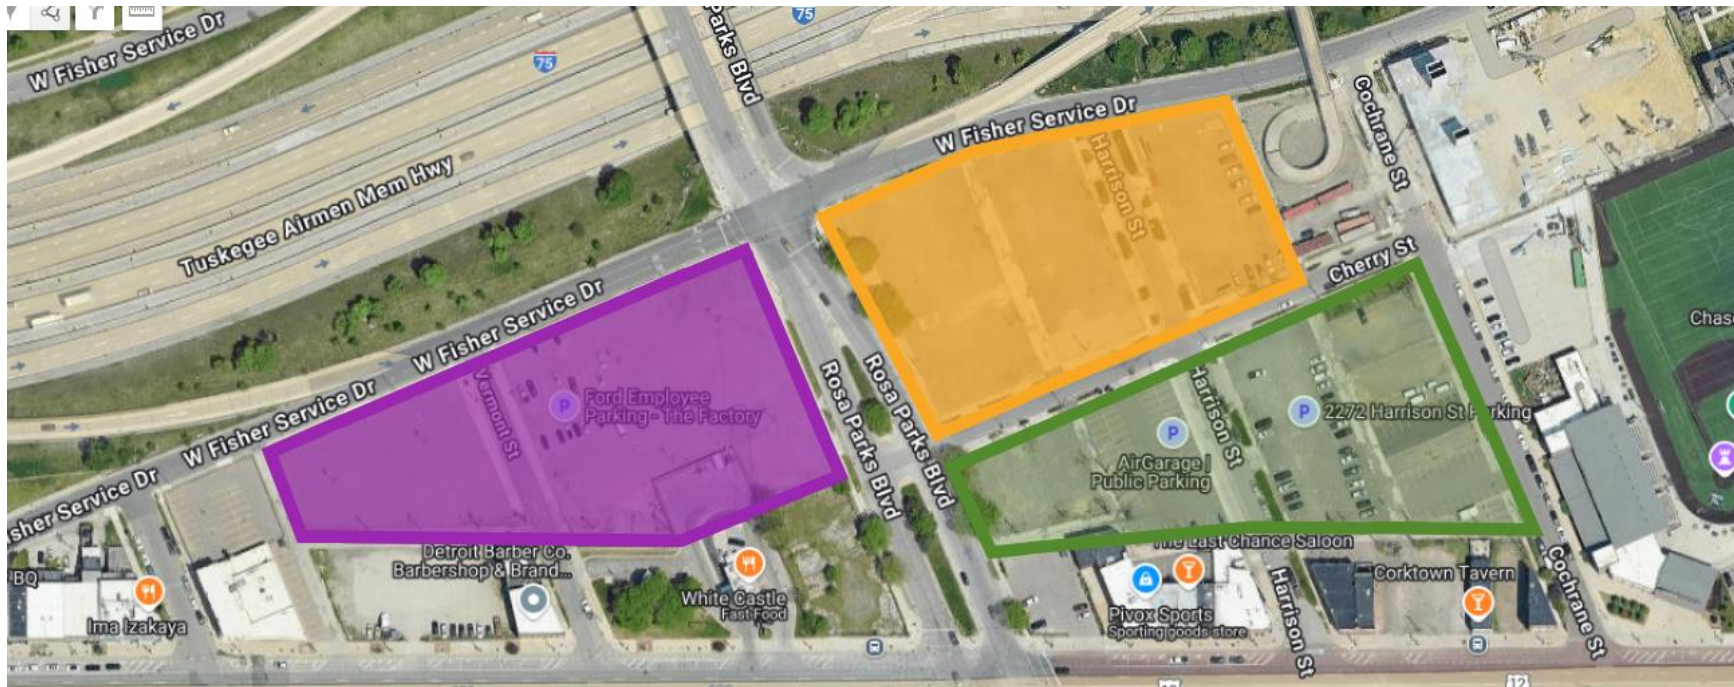 W Fisher Service Dr
Parks Blvd
75
75
Tuskegee Airmen Mem Hwy
W Fisher Service Dr
Cochrane St
Harrison St
Cherry St
W Fisher Service Dr
Chas
Vermont St
P
Ford Employee
Parking - The Factory
Rosa Parks Blvd
Rosa Parks Blvd
Harrison St
P
2272 Harrison St Parking
P
AirGarage |
Public Parking
W Fisher Service Dr
isher Service Dr
Detroit Barber Co.
Barbershop & Brand...
The Last Chance Saloon
Corktown Tavern
Cochrane St
BQ
Ima Izakaya
White Castle
Fast Food
Pivox Sports
Sporting goods store
Harrison St
12